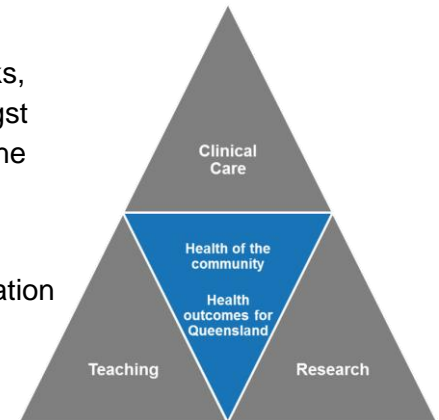 Clinical
Care
Health of the
community
Health
outcomes for
Queensland
Teaching
Research